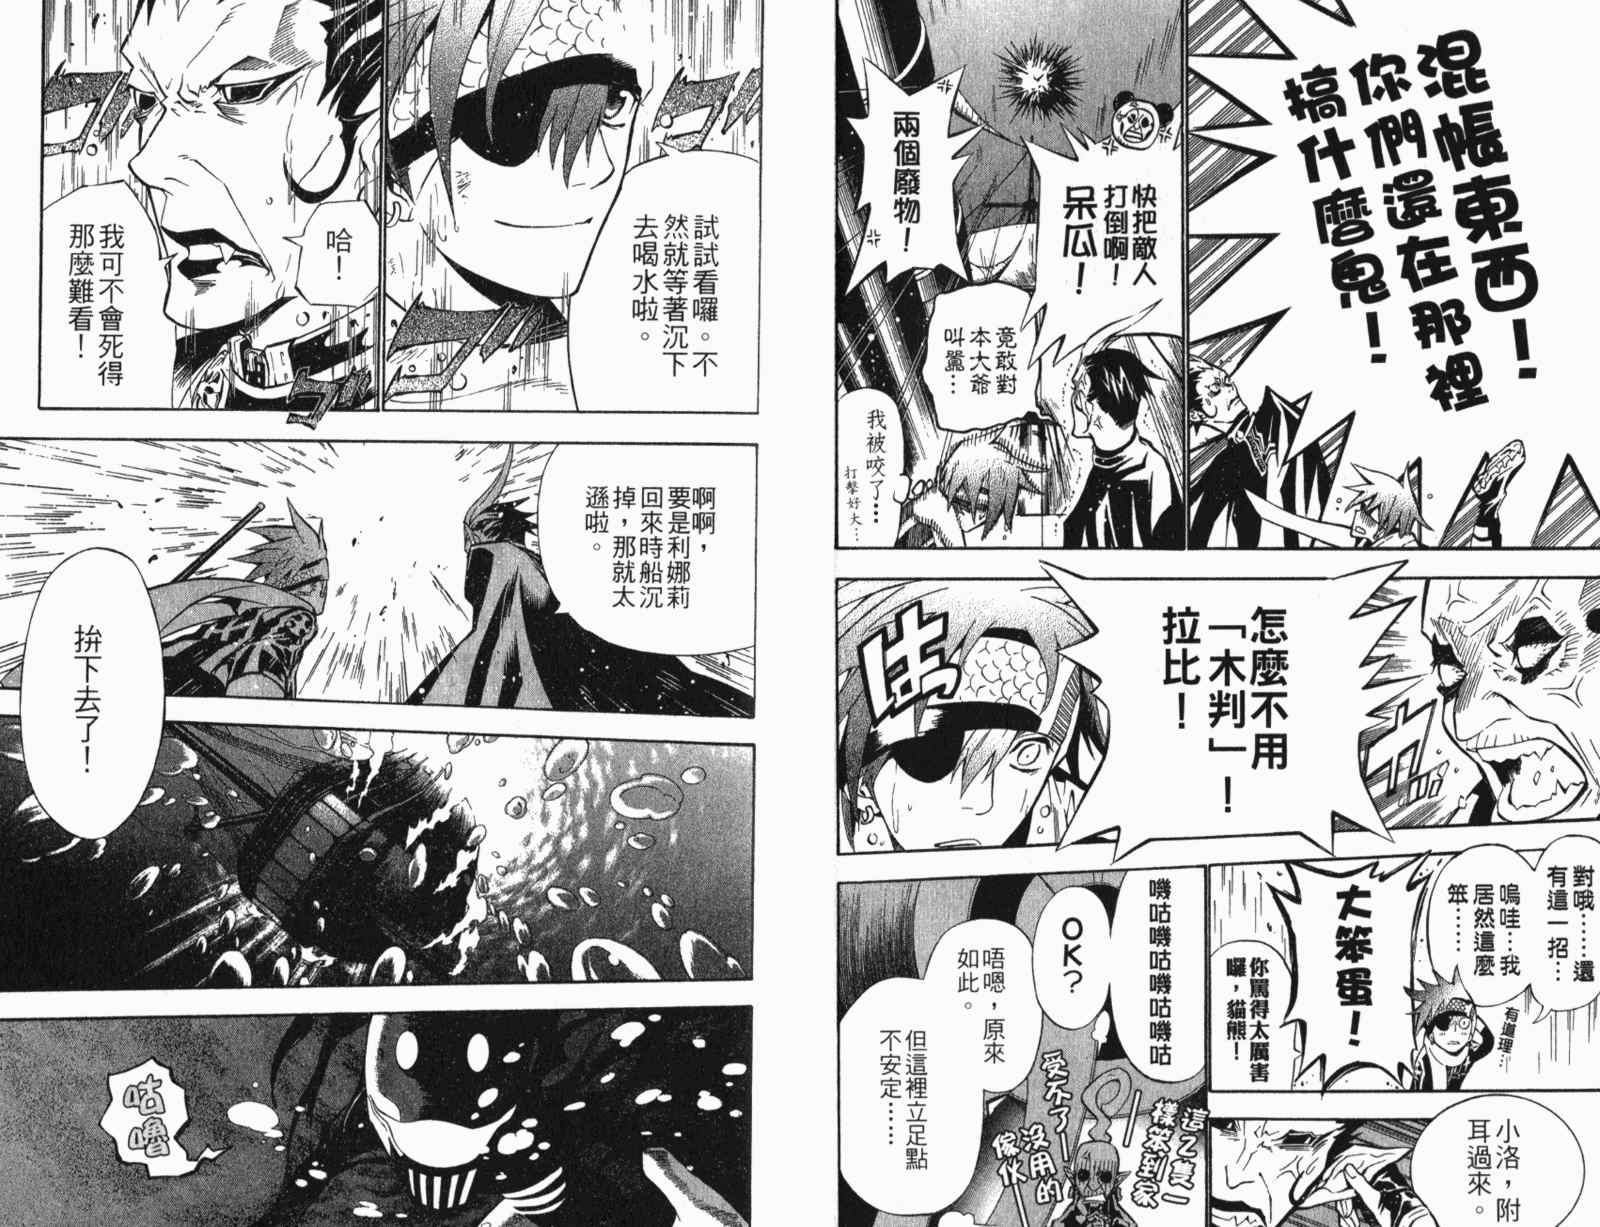 混帳東西！
你們還在那裡
搞什麼鬼！
快把敵人
打倒啊！
呆瓜！
兩個廢物！
竟敢對
本大爺
叫囂…
我被咬了…
打擊好大…
怎麼不用
「木判」！
拉比！
對哦……還
有這一招…
嗚哇…我
居然這麼
笨……
有道理…
大笨蛋！
你罵得太厲害
囉，貓熊！
小洛，附
耳過來。
嘰咕嘰咕嘰咕嘰咕
OK？
唔嗯，原來
如此。
但這裡立足點
不安定……
這乙隻一
樣笨到家
受不了
沒用的
傢伙
試試看囉。不
然就等著沉下
去喝水啦。
哈！
我可不會死得
那麼難看！
啊啊，
要是利娜莉
回來時船沉
掉，那就太
遜啦。
拚下去了！
咕嚕